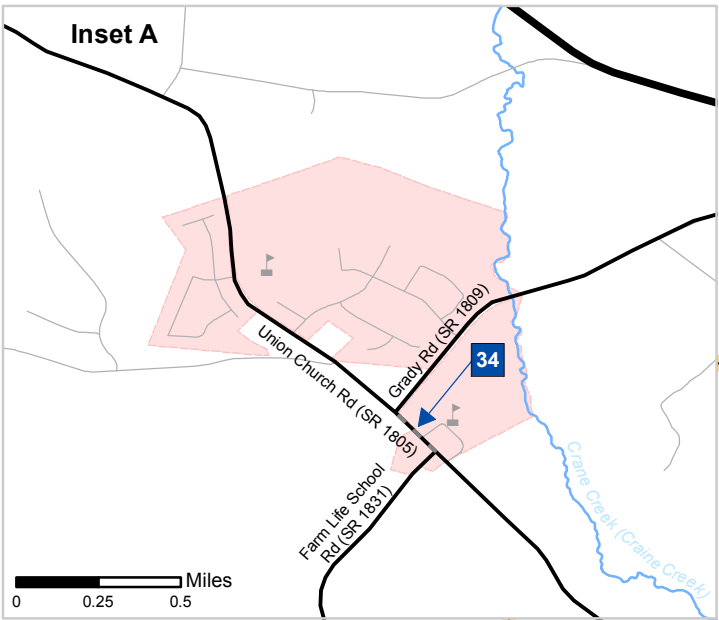 Inset A
Grady Rd (SR 1809)
34
Union Church Rd (SR 1805)
Farm Life School
Rd (SR 1831)
Crane Creek (Craine Creek)
Miles
0 0.25 0.5